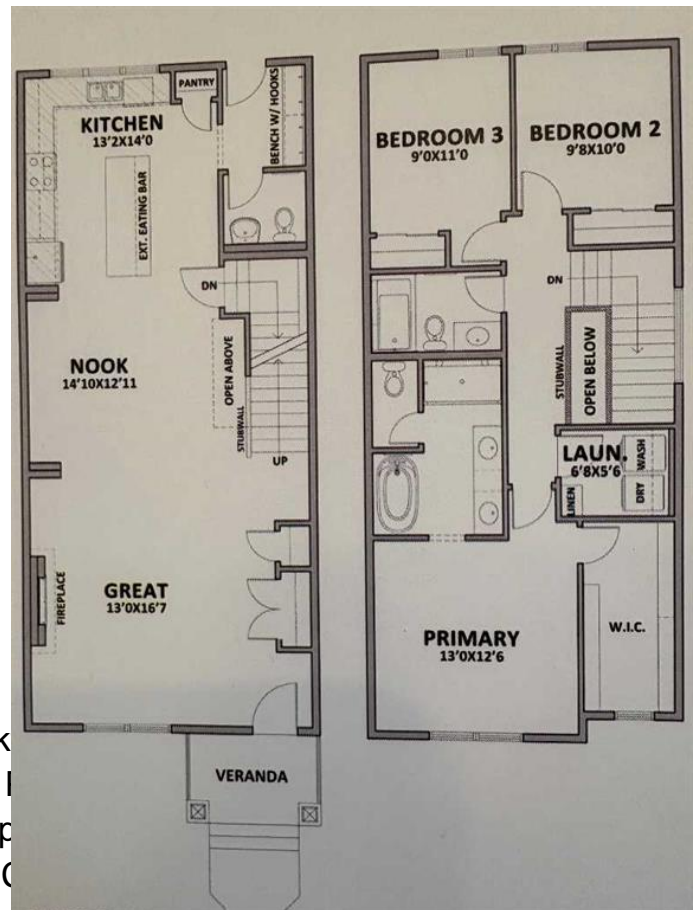 PANTRY
KITCHEN
13'2X14'0
BENCH W/ HOOKS
EXT. EATING BAR
DN
NOOK
14'10X12'11
OPEN ABOVE
STUBWALL
UP
FIREPLACE
GREAT
13'0X16'7
VERANDA
BEDROOM 3
9'0X11'0
BEDROOM 2
9'8X10'0
DN
STUBWALL
OPEN BELOW
LAUN.
6'8X5'6
WASH
DRY
LINEN
PRIMARY
13'0X12'6
W.I.C.